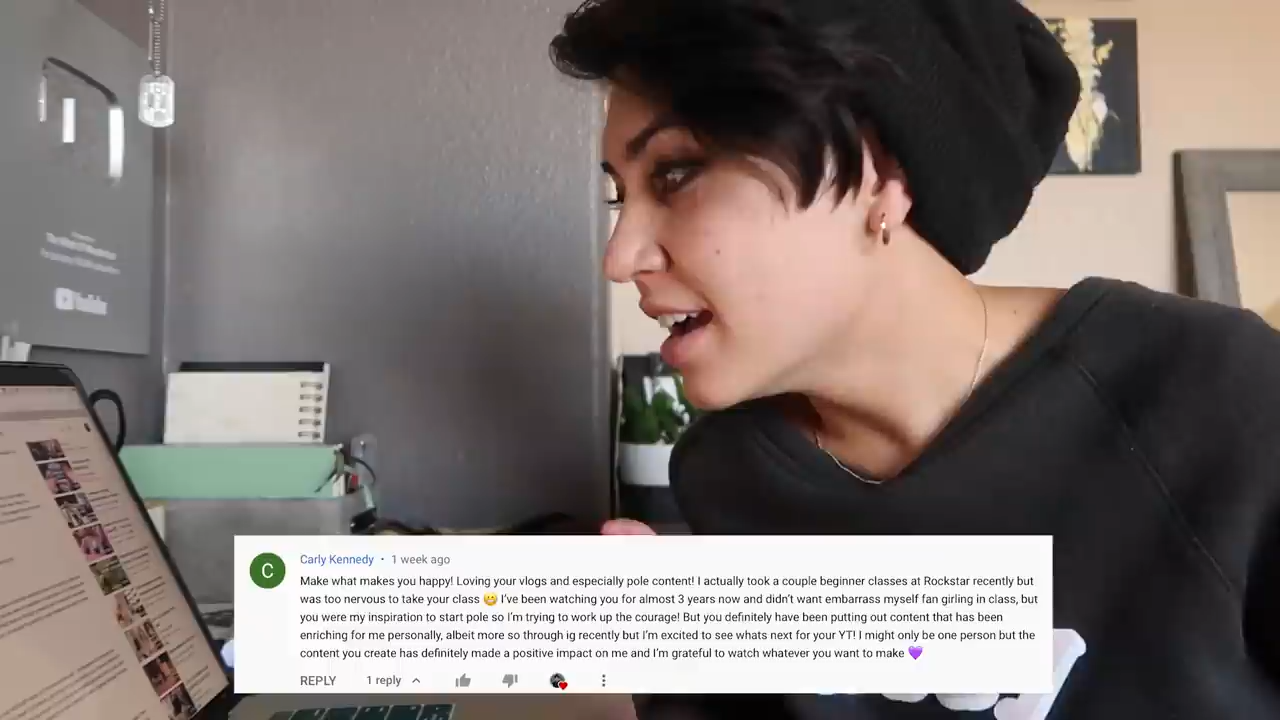 YouTube
Carly Kennedy • 1 week ago
Make what makes you happy! Loving your vlogs and especially pole content! I actually took a couple beginner classes at Rockstar recently but
was too nervous to take your class 😬 I've been watching you for almost 3 years now and didn't want embarrass myself fan girling in class, but
you were my inspiration to start pole so I'm trying to work up the courage! But you definitely have been putting out content that has been
enriching for me personally, albeit more so through ig recently but I'm excited to see whats next for your YT! I might only be one person but the
content you create has definitely made a positive impact on me and I'm grateful to watch whatever you want to make 💜
REPLY 1 reply